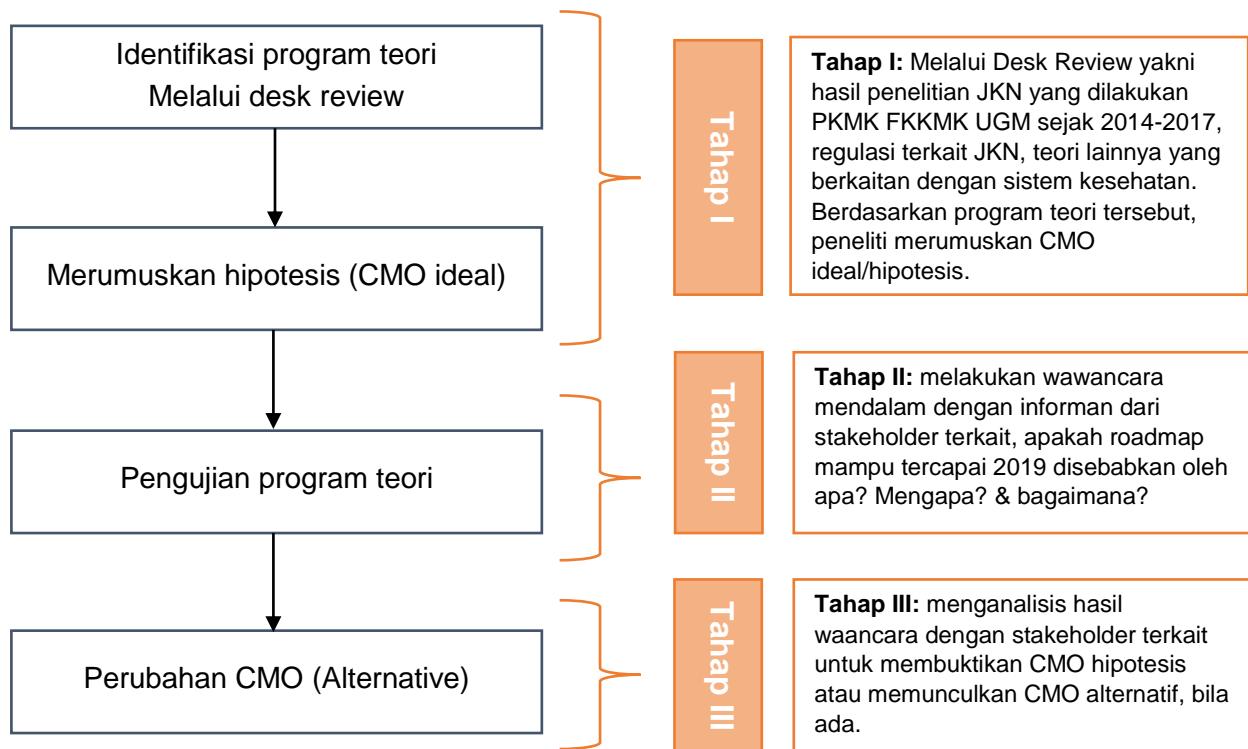 Identifikasi program teori
Melalui desk review
Merumuskan hipotesis (CMO ideal)
Pengujian program teori
Perubahan CMO (Alternative)
Tahap I
Tahap I: Melalui Desk Review yakni
hasil penelitian JKN yang dilakukan
PKMK FKKMK UGM sejak 2014-2017,
regulasi terkait JKN, teori lainnya yang
berkaitan dengan sistem kesehatan.
Berdasarkan program teori tersebut,
peneliti merumuskan CMO
ideal/hipotesis.
Tahap II
Tahap II: melakukan wawancara
mendalam dengan informan dari
stakeholder terkait, apakah roadmap
mampu tercapai 2019 disebabkan oleh
apa? Mengapa? & bagaimana?
Tahap III
Tahap III: menganalisis hasil
waancara dengan stakeholder terkait
untuk membuktikan CMO hipotesis
atau memunculkan CMO alternatif, bila
ada.